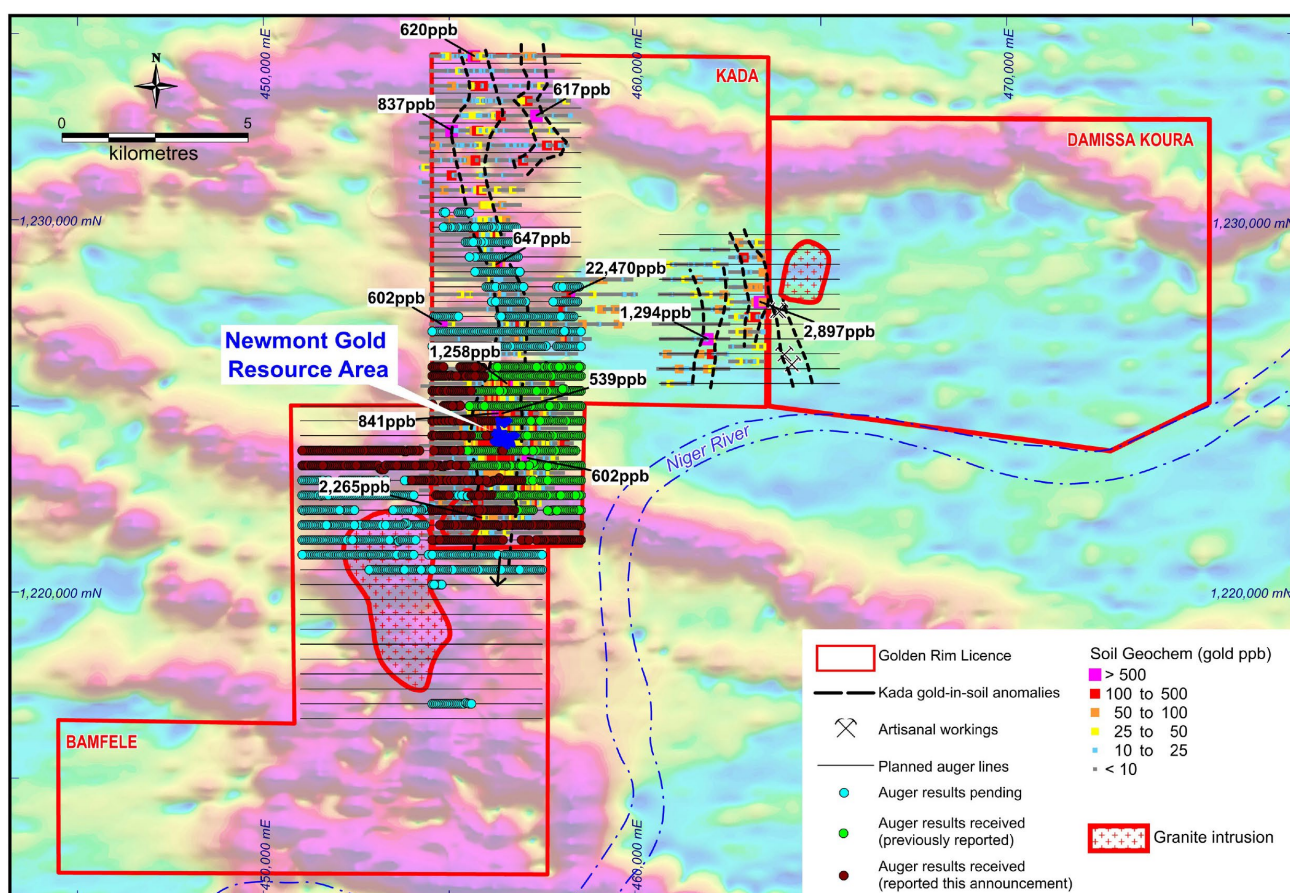 450,000 mE
460,000 mE
470,000 mE
620ppb
KADA
N
837ppb
617ppb
0
5
kilometres
DAMISSA KOURA
1,230,000 mN
1,230,000 mN
647ppb
22,470ppb
602ppb
1,294ppb
2,897ppb
Newmont Gold
Resource Area
1,258ppb
539ppb
841ppb
Niger River
602ppb
2,265ppb
1,220,000 mN
1,220,000 mN
BAMFELE
450,000 mE
460,000 mE
Golden Rim Licence
Kada gold-in-soil anomalies
Artisanal workings
Planned auger lines
Auger results pending
Auger results received
(previously reported)
Auger results received
(reported this announcement)
Soil Geochem (gold ppb)
> 500
100 to 500
50 to 100
25 to 50
10 to 25
< 10
Granite intrusion